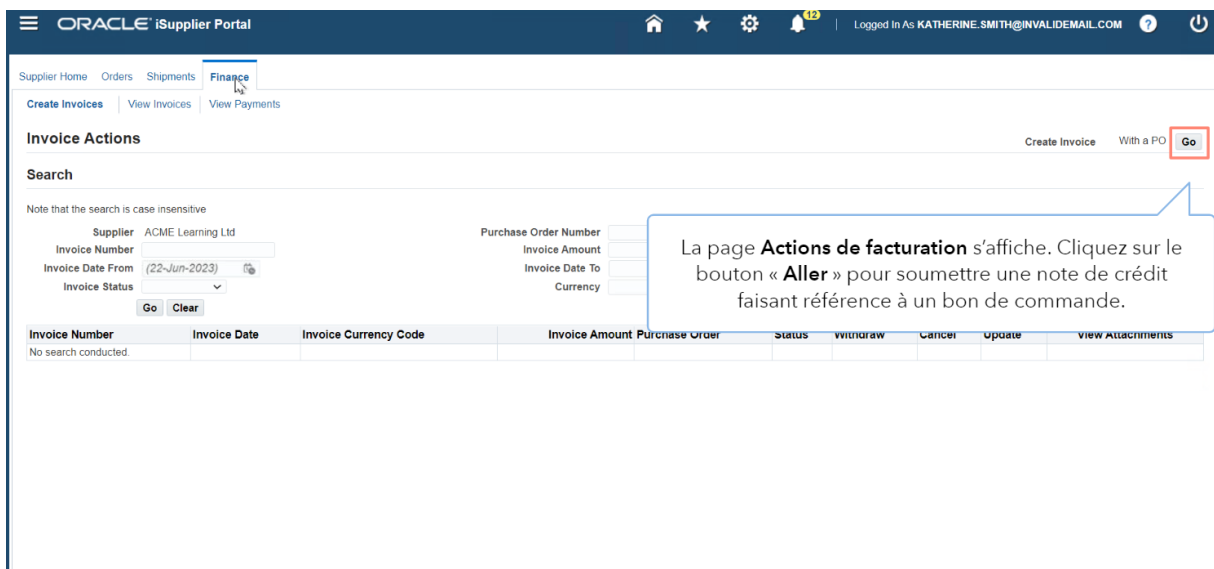 ORACLE iSupplier Portal
12
Logged In As KATHERINE.SMITH@INVALIDEMAIL.COM ?
Supplier Home Orders Shipments Finance
Create Invoices View Invoices View Payments
Invoice Actions
Create Invoice With a PO Go
Search
Note that the search is case insensitive
Supplier ACME Learning Ltd
Purchase Order Number
Invoice Number
Invoice Amount
Invoice Date From (22-Jun-2023)
Invoice Date To
Invoice Status
Currency
Go Clear
La page Actions de facturation s’affiche. Cliquez sur le
bouton « Aller » pour soumettre une note de crédit
faisant référence à un bon de commande.
Invoice Number Invoice Date Invoice Currency Code Invoice Amount Purchase Order Status Withdraw Cancel Update View Attachments
No search conducted.